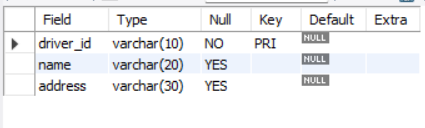 Field Type Null Key Default Extra
driver_id varchar(10) NO PRI NULL
name varchar(20) YES NULL
address varchar(30) YES NULL